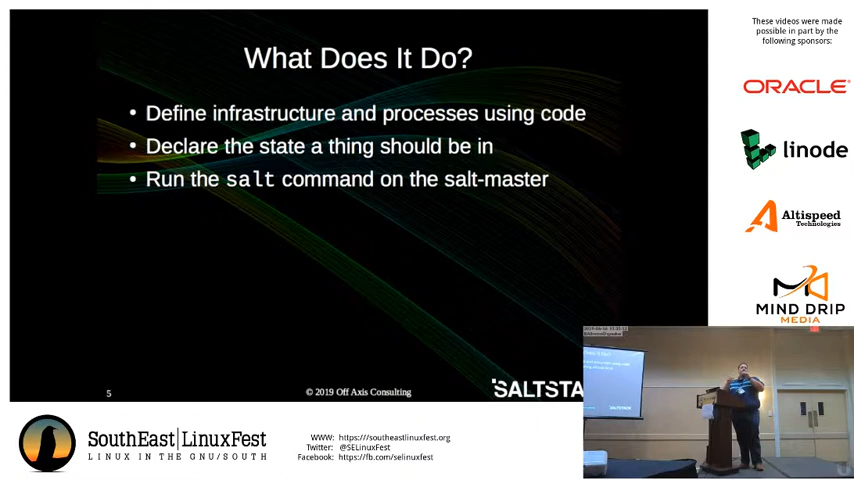 What Does It Do?
• Define infrastructure and processes using code
• Declare the state a thing should be in
• Run the salt command on the salt-master
5
© 2019 Off Axis Consulting
SALTSTA
These videos were made
possible in part by the
following sponsors:
ORACLE
linode
Altispeed
Technologies
MIND DRIP
MEDIA
SouthEast|LinuxFest
LINUX IN THE GNU/SOUTH
WWW: https:///southeastlinuxfest.org
Twitter: @SELinuxFest
Facebook: https://fb.com/selinuxfest